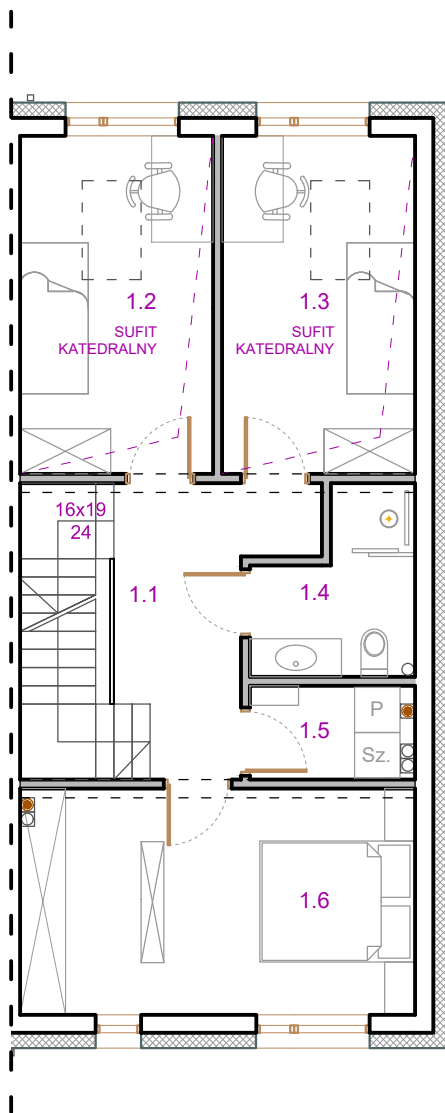 1.2
SUFIT
KATEDRALNY
1.3
SUFIT
KATEDRALNY
16x19
24
1.1
1.4
1.5
P
Sz.
1.6